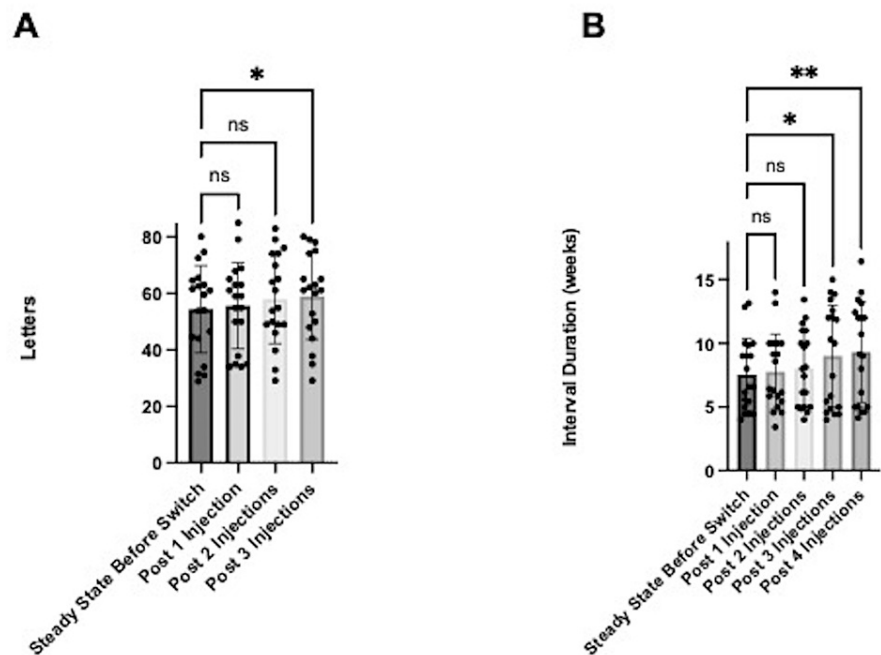 A
*
ns
ns
Letters
80
60
40
20
0
Steady State Before Switch
Post 1 Injection
Post 2 Injections
Post 3 Injections
B
**
*
ns
ns
Interval Duration (weeks)
15
10
5
0
Steady State Before Switch
Post 1 Injection
Post 2 Injections
Post 3 Injections
Post 4 Injections